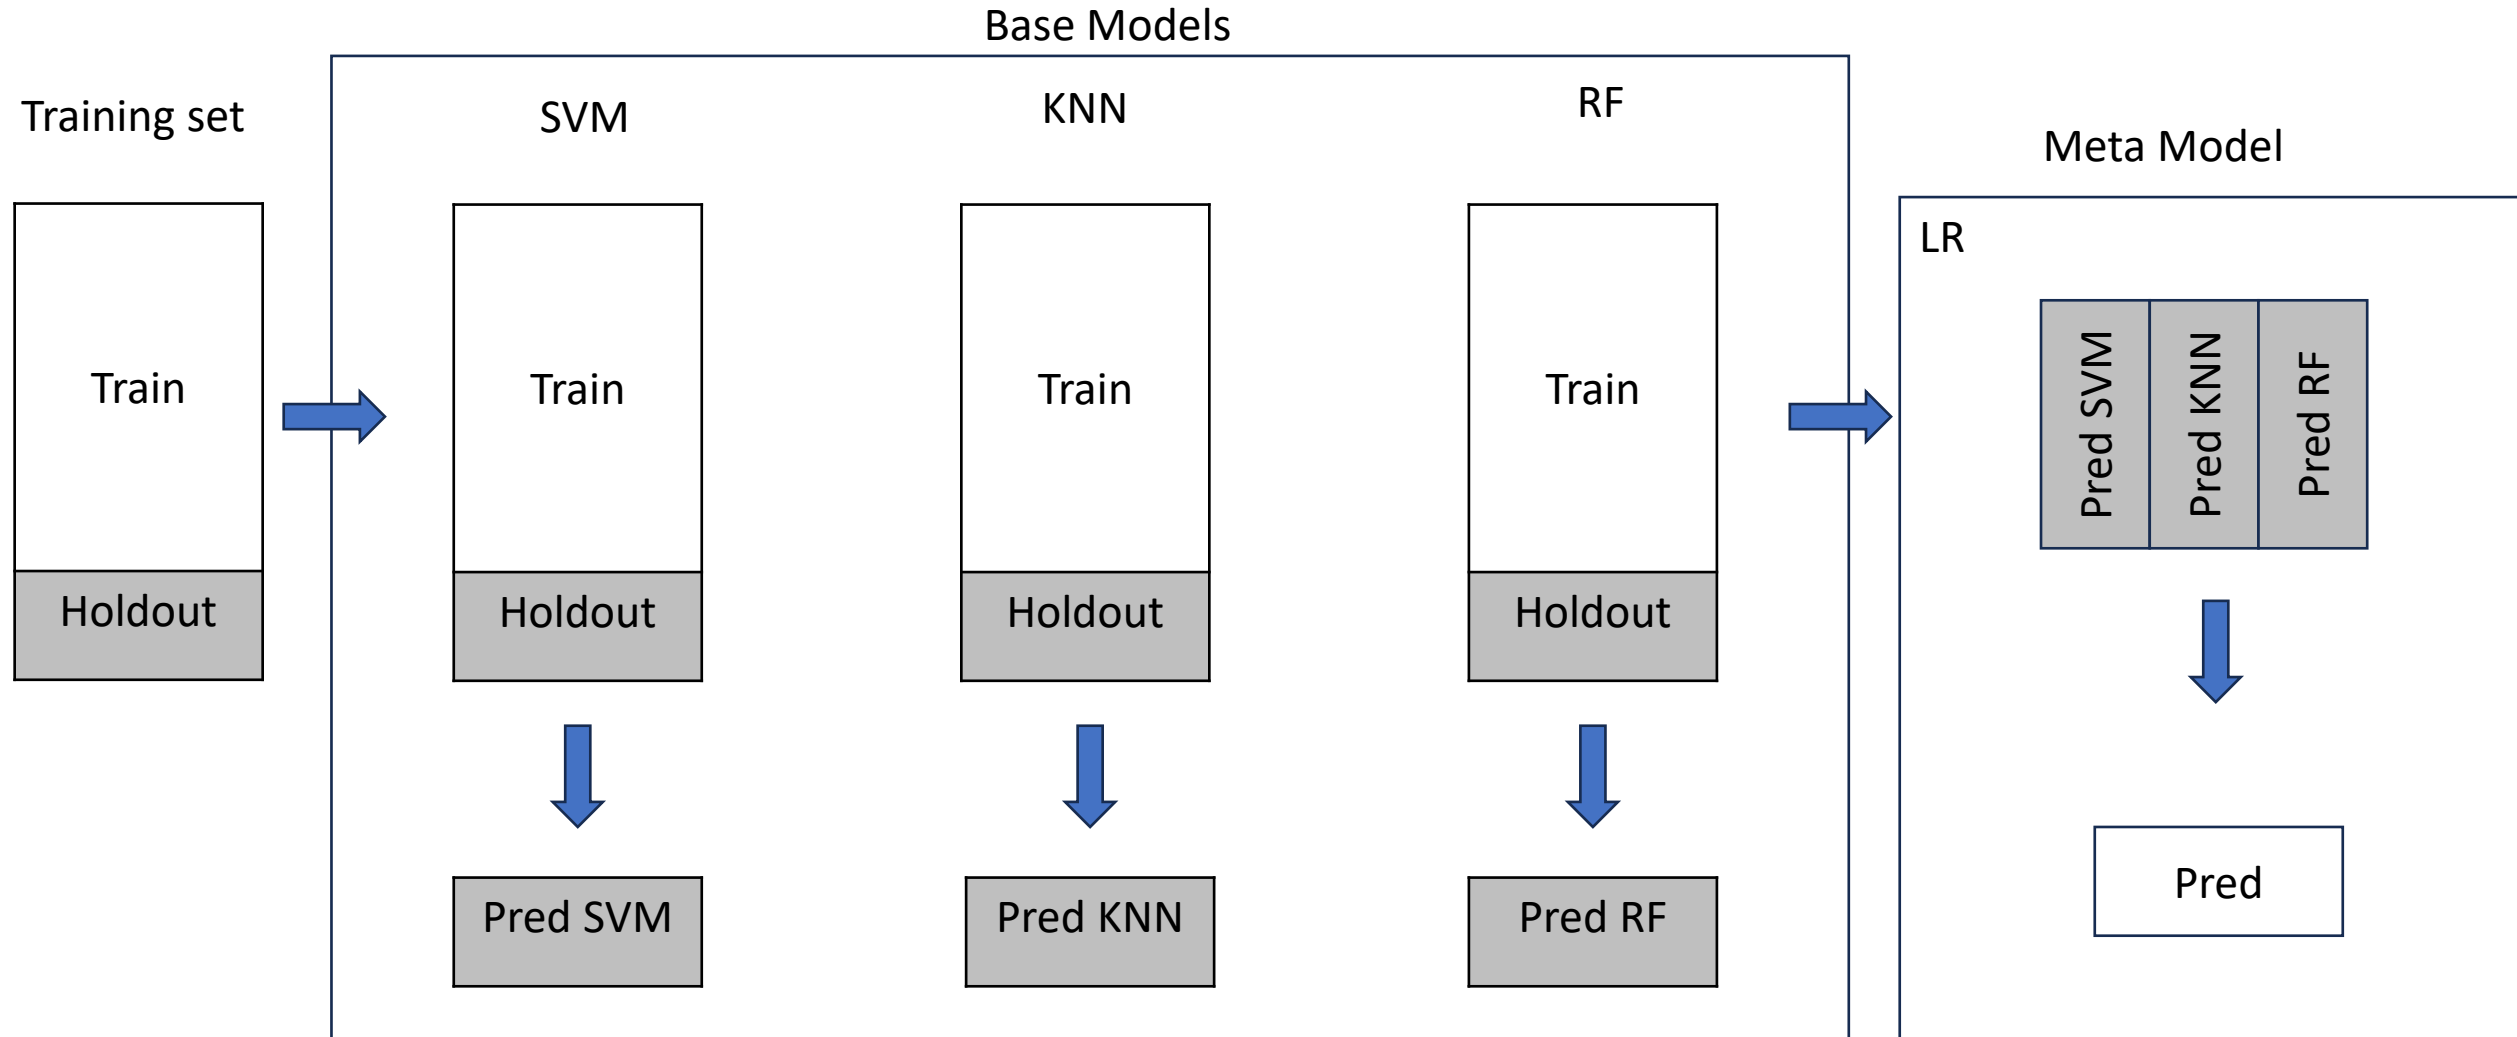 Base Models
Training set
SVM
KNN
RF
Meta Model
LR
Train
Holdout
Train
Holdout
Train
Holdout
Train
Holdout
Pred SVM
Pred KNN
Pred RF
Pred SVM
Pred KNN
Pred RF
Pred